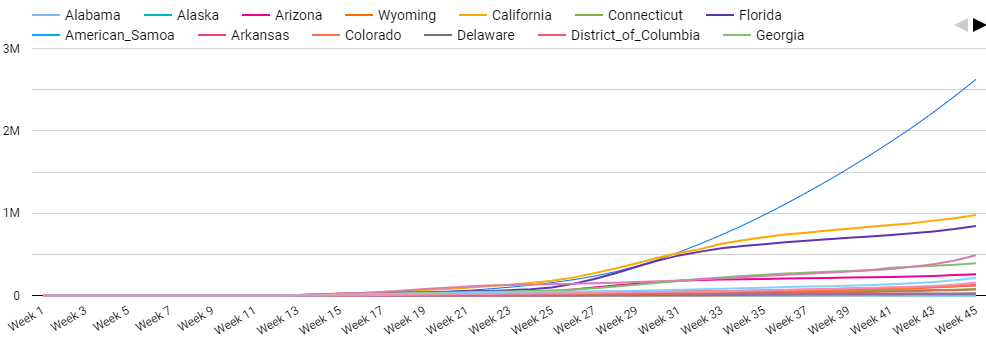 Alabama Alaska Arizona Wyoming California Connecticut Florida
American_Samoa Arkansas Colorado Delaware District_of_Columbia Georgia
3M
2M
1M
0
Week 1 Week 3 Week 5 Week 7 Week 9 Week 11 Week 13 Week 15 Week 17 Week 19 Week 21 Week 23 Week 25 Week 27 Week 29 Week 31 Week 33 Week 35 Week 37 Week 39 Week 41 Week 43 Week 45